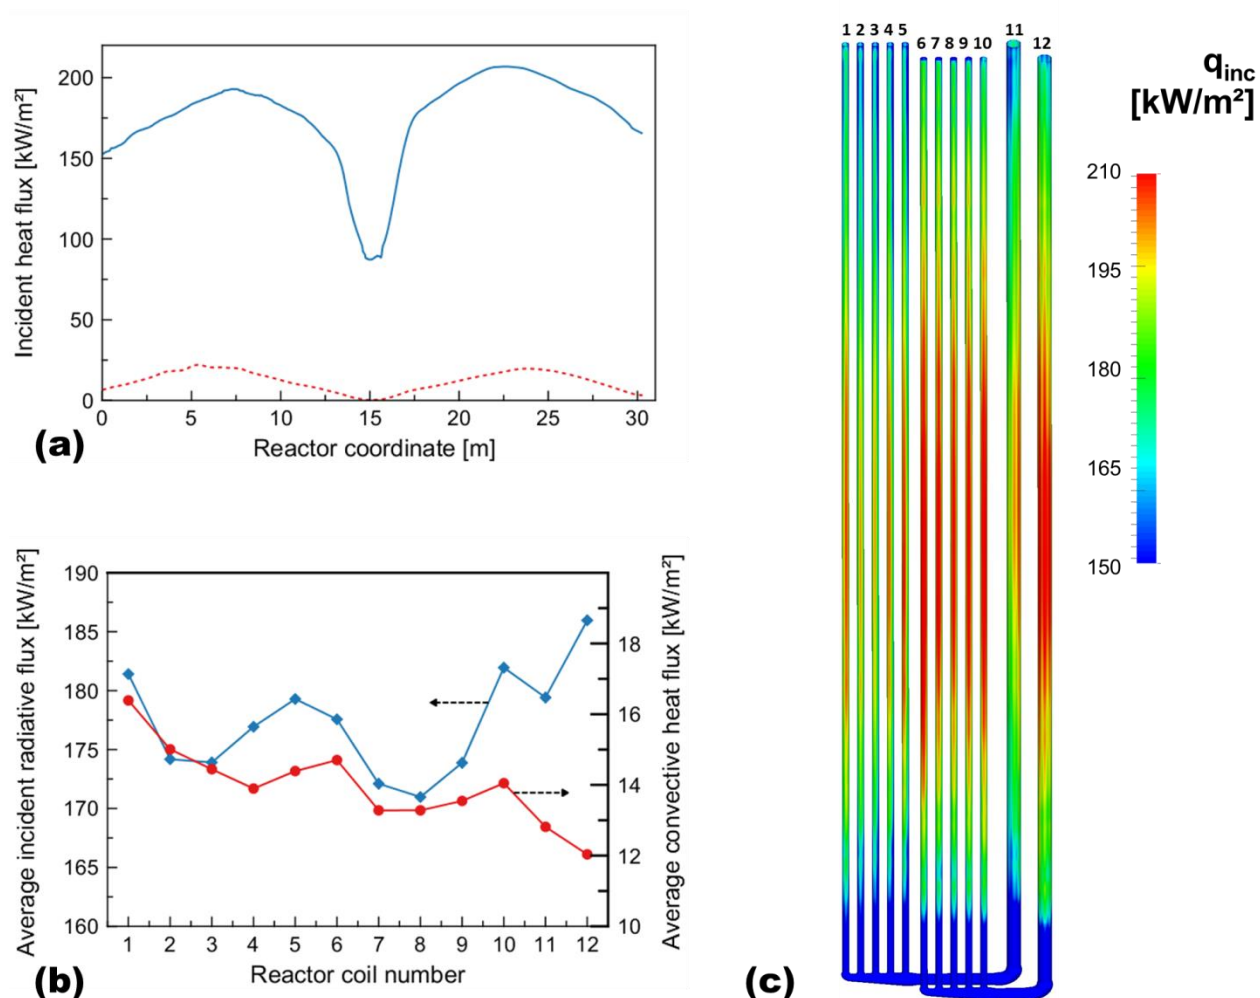 200
150
100
50
0
Incident heat flux [kW/m²]
0 5 10 15 20 25 30
Reactor coordinate [m]
(a)
190
185
180
175
170
165
160
Average incident radiative flux [kW/m²]
18
16
14
12
10
Average convective heat flux [kW/m²]
1 2 3 4 5 6 7 8 9 10 11 12
Reactor coil number
(b)
1 2 3 4 5
6 7 8 9 10
11
12
qinc
[kW/m²]
210
195
180
165
150
(c)